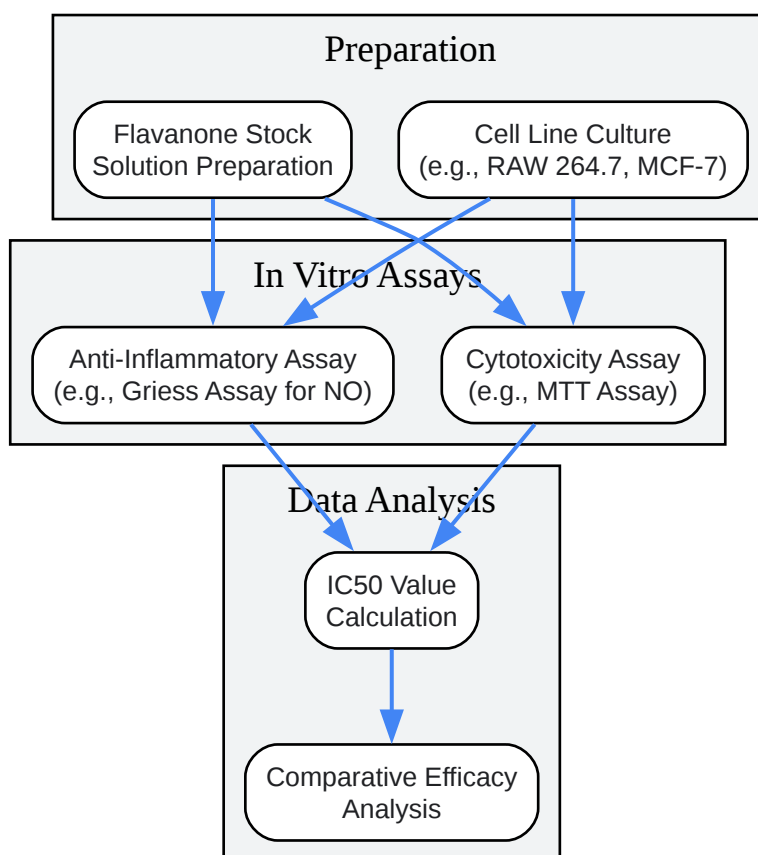 Preparation
Flavanone Stock
Solution Preparation
Cell Line Culture
(e.g., RAW 264.7, MCF-7)
In Vitro Assays
Anti-Inflammatory Assay
(e.g., Griess Assay for NO)
Cytotoxicity Assay
(e.g., MTT Assay)
Data Analysis
IC50 Value
Calculation
Comparative Efficacy
Analysis